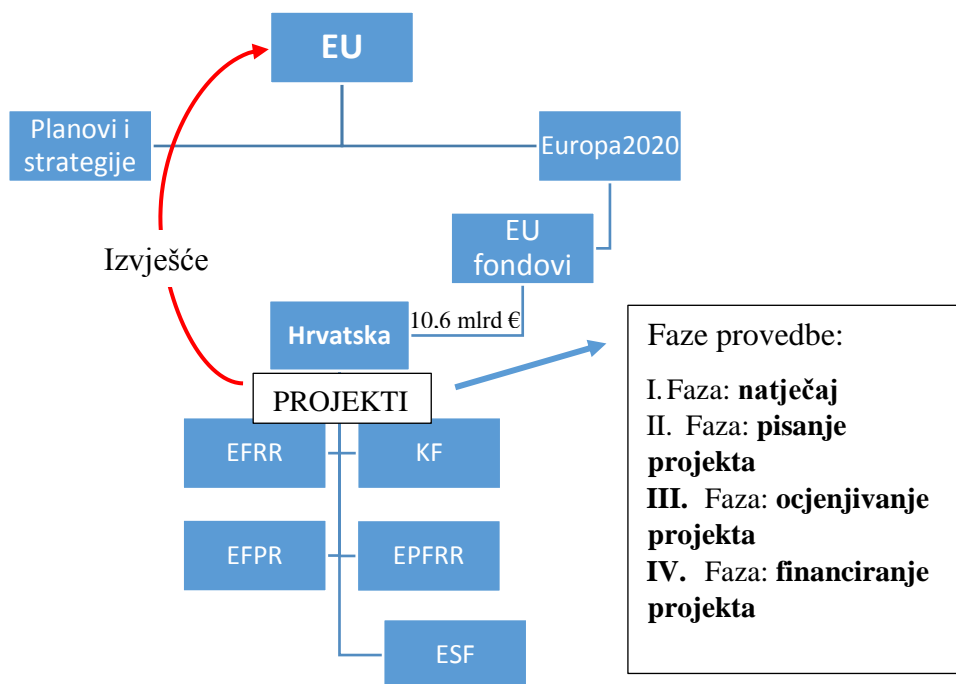 EU
Planovi i
strategije
Europa2020
EU
fondovi
Izvješće
Hrvatska
10.6 mlrd €
PROJEKTI
EFRR
KF
EFPR
EPFRR
ESF
Faze provedbe:
I. Faza: natječaj
II. Faza: pisanje
projekta
III. Faza: ocjenjivanje
projekta
IV. Faza: financiranje
projekta